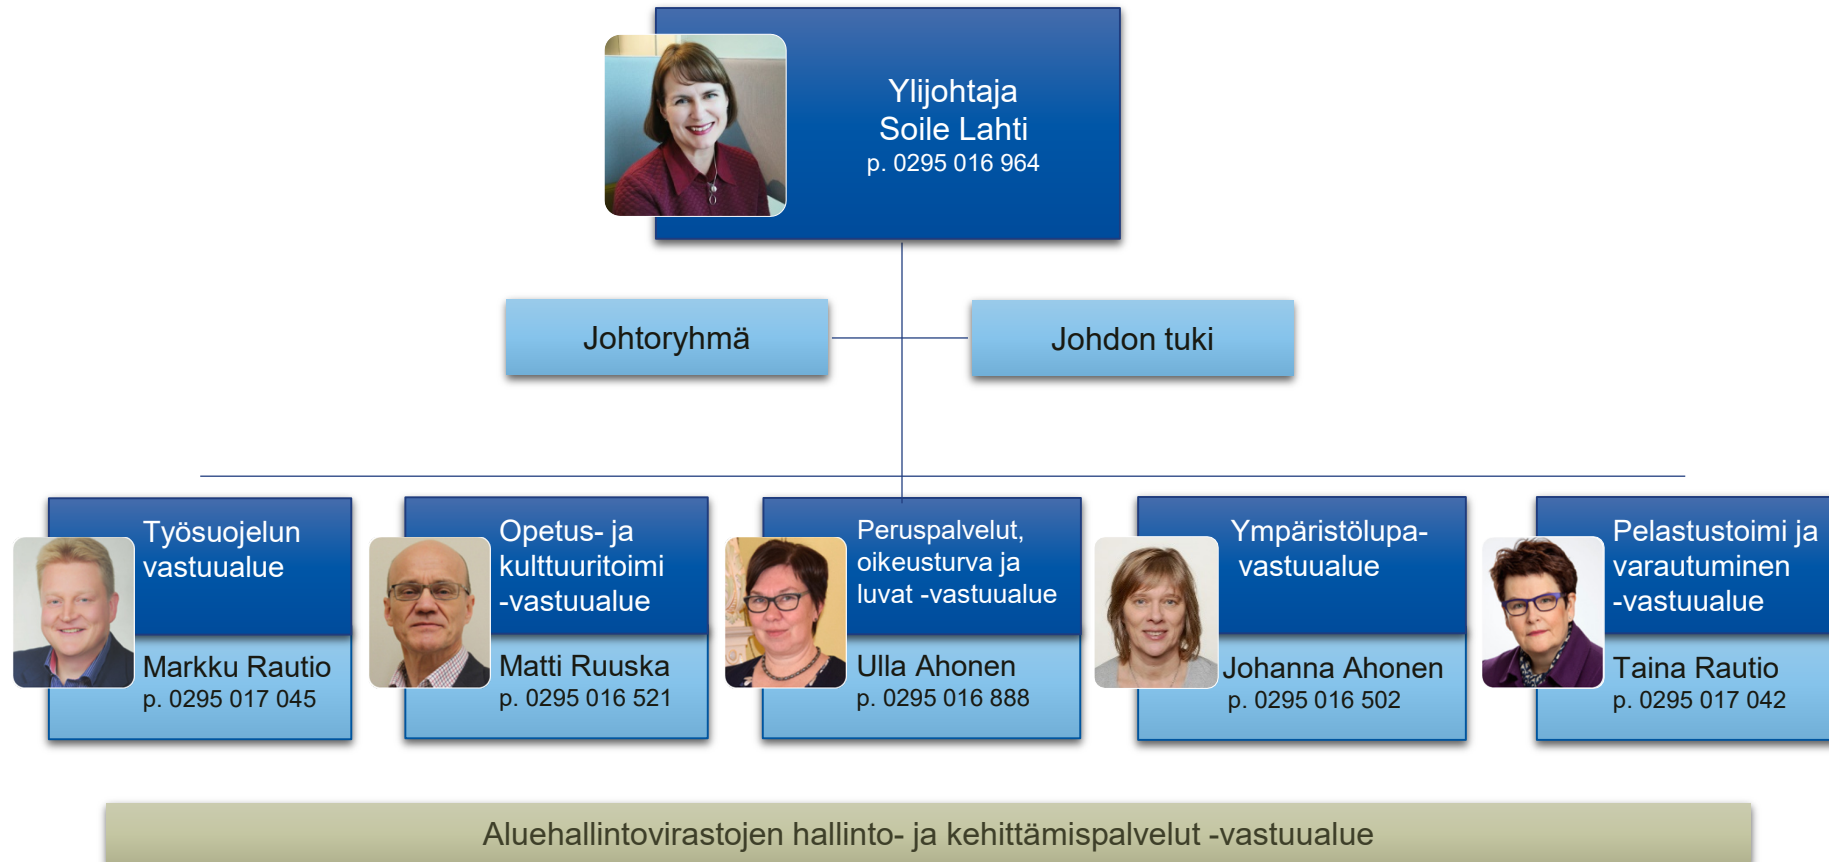 Ylijohtaja
Soile Lahti
p. 0295 016 964
Johtoryhmä
Johdon tuki
Työsuojelun
vastuualue
Markku Rautio
p. 0295 017 045
Opetus- ja
kulttuuritoimi
-vastuualue
Matti Ruuska
p. 0295 016 521
Peruspalvelut,
oikeusturva ja
luvat -vastuualue
Ulla Ahonen
p. 0295 016 888
Ympäristölupa-
vastuualue
Johanna Ahonen
p. 0295 016 502
Pelastustoimi ja
varautuminen
-vastuualue
Taina Rautio
p. 0295 017 042
Aluehallintovirastojen hallinto- ja kehittämispalvelut -vastuualue